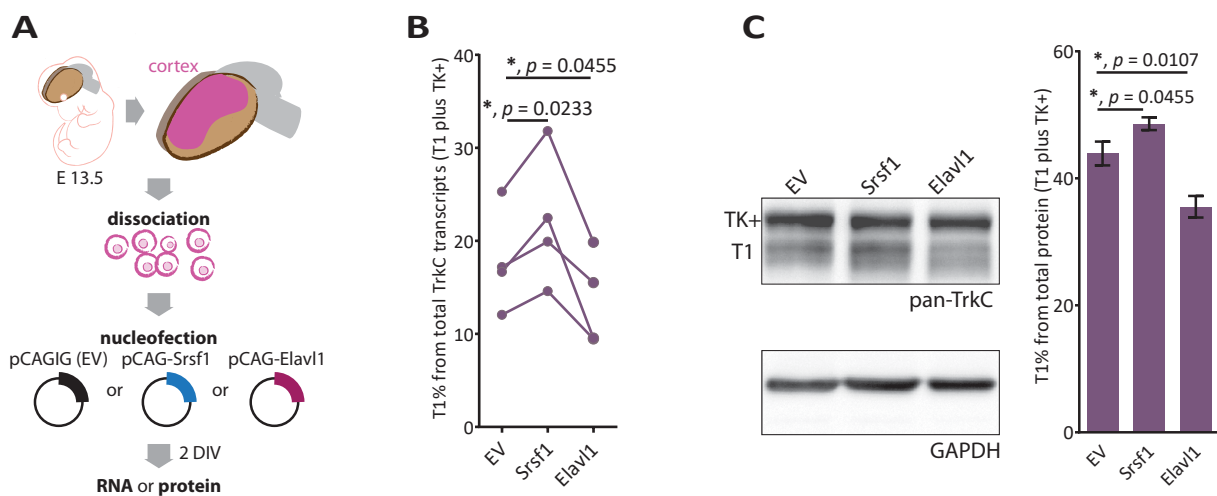 A
cortex
E 13.5
dissociation
nucleofection
pCAGIG (EV) pCAG-Srsf1 pCAG-Elavl1
or or
2 DIV
RNA or protein
B
T1% from total TrkC transcripts (T1 plus TK+)
40
30
20
10
0
*, p = 0.0455
*, p = 0.0233
EV
Srsf1
Elavl1
C
EV
Srsf1
Elavl1
TK+
T1
pan-TrkC
GAPDH
T1% from total protein (T1 plus TK+)
60
40
20
0
*, p = 0.0107
*, p = 0.0455
EV
Srsf1
Elavl1